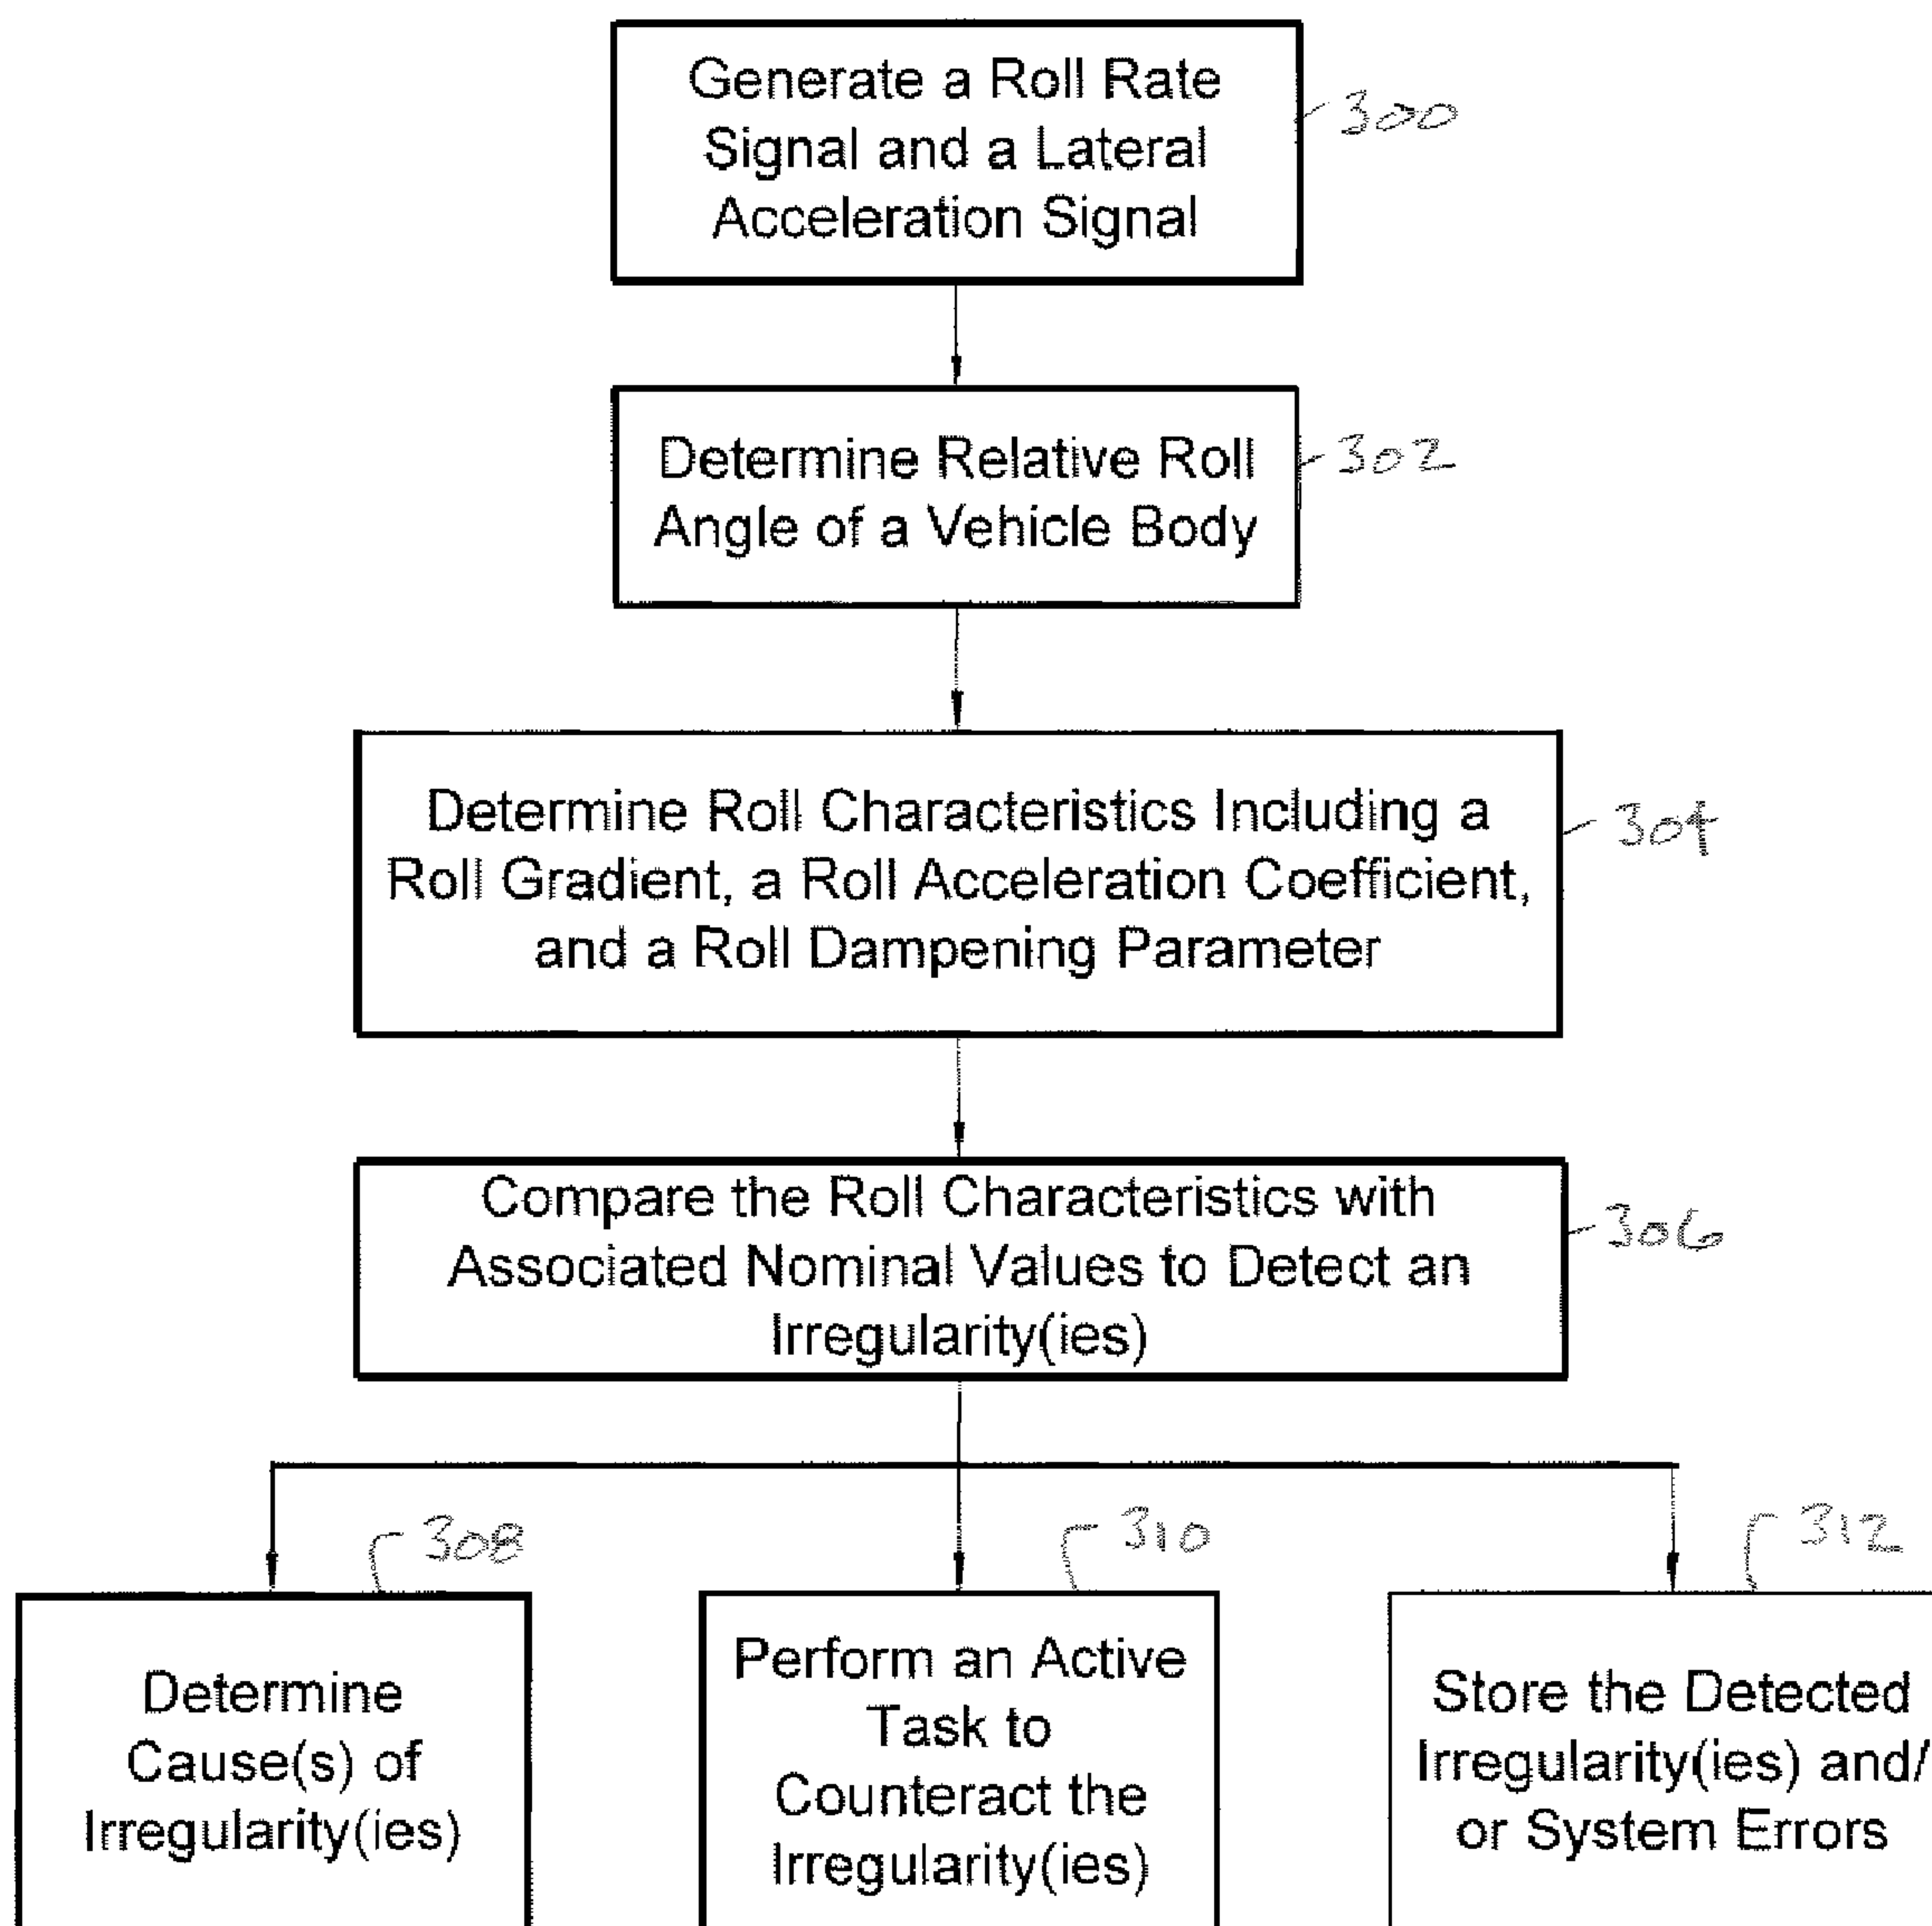 Generate a Roll Rate
Signal and a Lateral
Acceleration Signal
300
Determine Relative Roll
Angle of a Vehicle Body
302
Determine Roll Characteristics Including a
Roll Gradient, a Roll Acceleration Coefficient,
and a Roll Dampening Parameter
304
Compare the Roll Characteristics with
Associated Nominal Values to Detect an
Irregularity(ies)
306
308
Determine
Cause(s) of
Irregularity(ies)
310
Perform an Active
Task to
Counteract the
Irregularity(ies)
312
Store the Detected
Irregularity(ies) and/
or System Errors